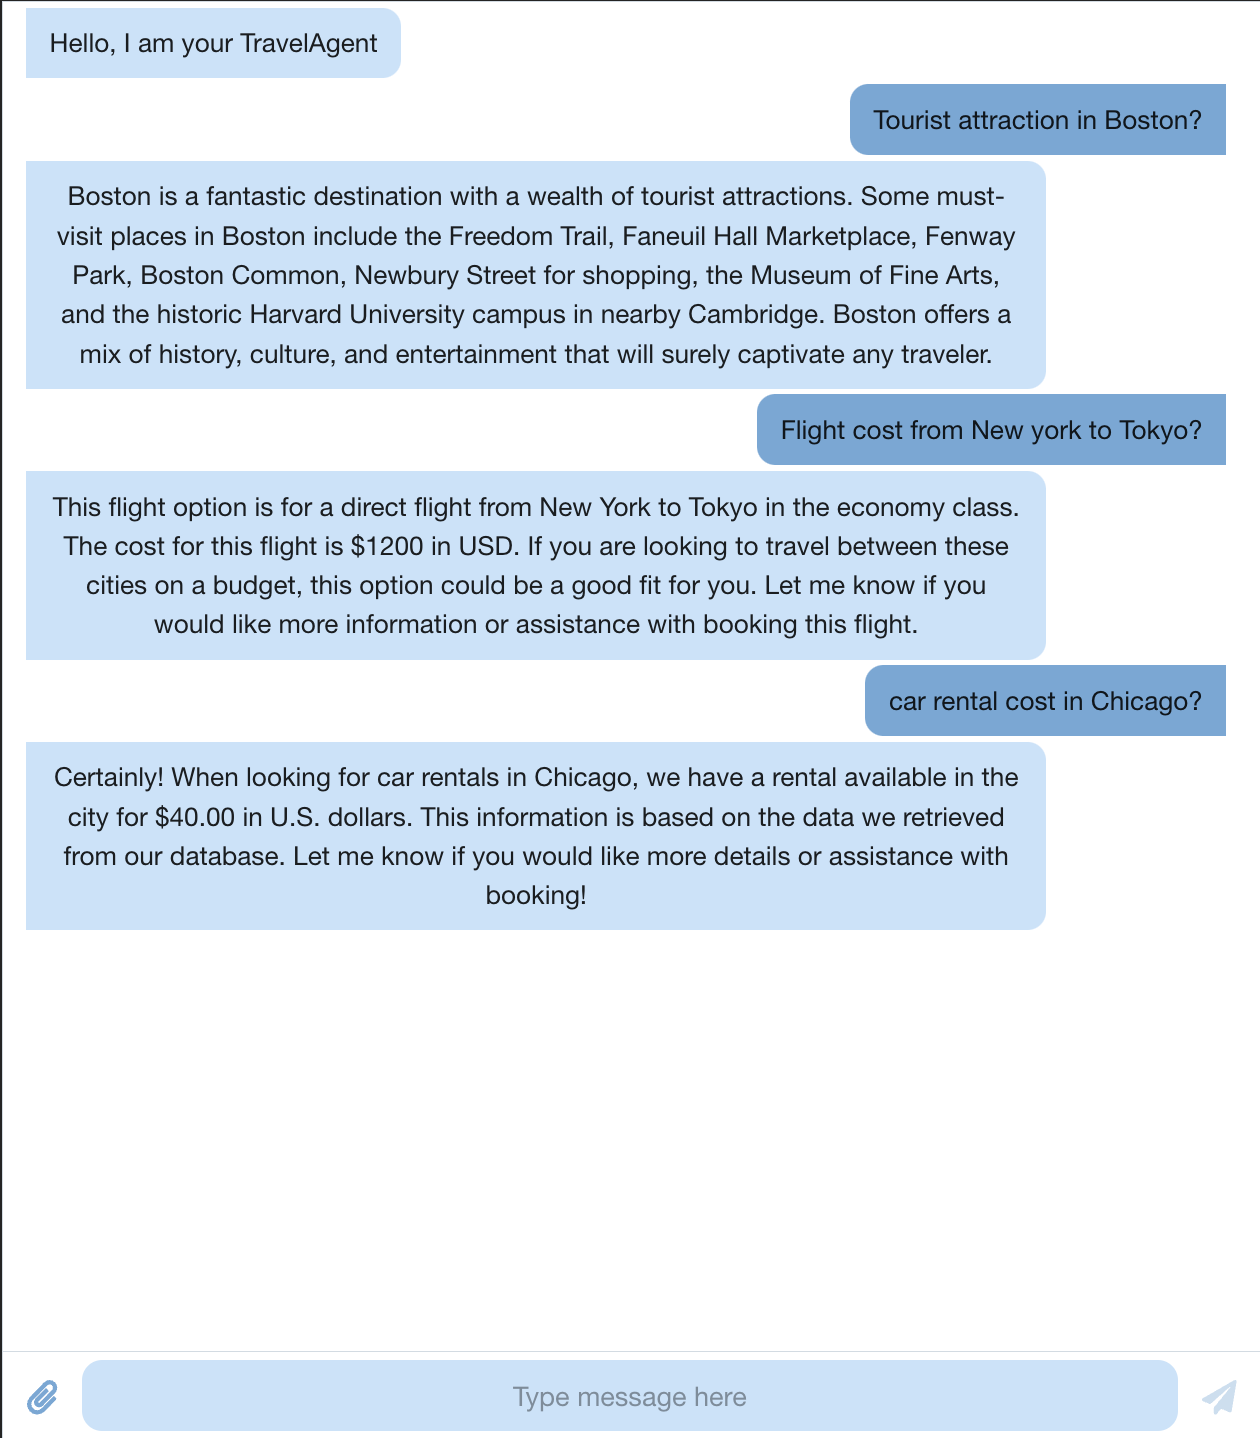 Hello, I am your TravelAgent
Tourist attraction in Boston?
Boston is a fantastic destination with a wealth of tourist attractions. Some must-
visit places in Boston include the Freedom Trail, Faneuil Hall Marketplace, Fenway
Park, Boston Common, Newbury Street for shopping, the Museum of Fine Arts,
and the historic Harvard University campus in nearby Cambridge. Boston offers a
mix of history, culture, and entertainment that will surely captivate any traveler.
Flight cost from New york to Tokyo?
This flight option is for a direct flight from New York to Tokyo in the economy class.
The cost for this flight is $1200 in USD. If you are looking to travel between these
cities on a budget, this option could be a good fit for you. Let me know if you
would like more information or assistance with booking this flight.
car rental cost in Chicago?
Certainly! When looking for car rentals in Chicago, we have a rental available in the
city for $40.00 in U.S. dollars. This information is based on the data we retrieved
from our database. Let me know if you would like more details or assistance with
booking!
Type message here